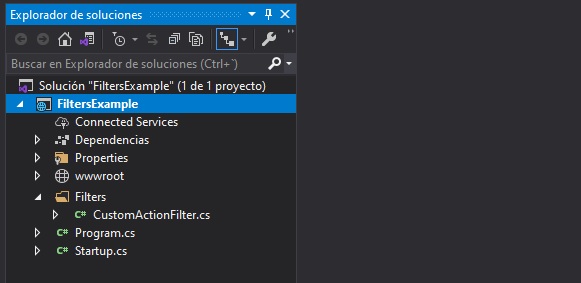 Explorador de soluciones
Buscar en Explorador de soluciones (Ctrl+`)
Solución "FiltersExample" (1 de 1 proyecto)
FiltersExample
Connected Services
Dependencias
Properties
wwwroot
Filters
C# CustomActionFilter.cs
C# Program.cs
C# Startup.cs